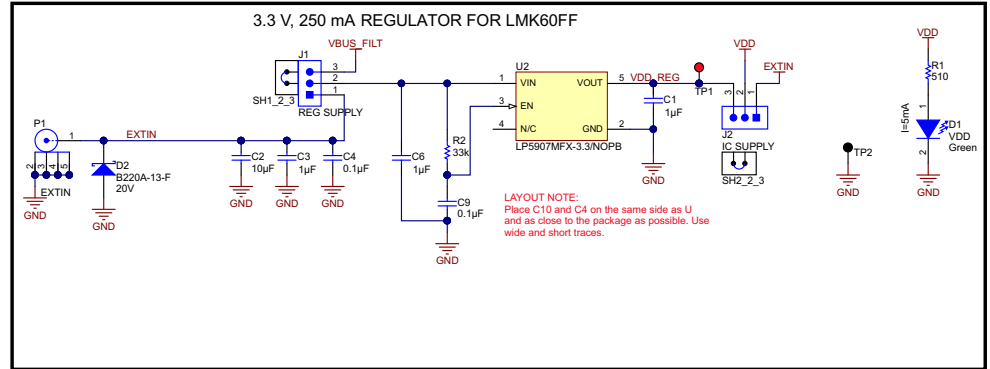 3.3 V, 250 mA REGULATOR FOR LMK60FF
VBUS_FILT
J1
3
2
1
SH1_2_3
REG SUPPLY
P1
1
EXTIN
2
3
4
5
EXTIN
GND
D2
B220A-13-F
20V
GND
C2
10µF
GND
C3
1µF
GND
C4
0.1µF
GND
C6
1µF
R2
33k
C9
0.1µF
GND
U2
1
VIN
3
EN
4
N/C
VOUT
5
GND
2
LP5907MFX-3.3/NOPB
VDD_REG
C1
1µF
GND
TP1
VDD
EXTIN
3
2
1
J2
IC SUPPLY
SH2_2_3
LAYOUT NOTE:
Place C10 and C4 on the same side as U
and as close to the package as possible. Use
wide and short traces.
TP2
GND
VDD
R1
510
I=5mA
1
D1
VDD
Green
2
GND